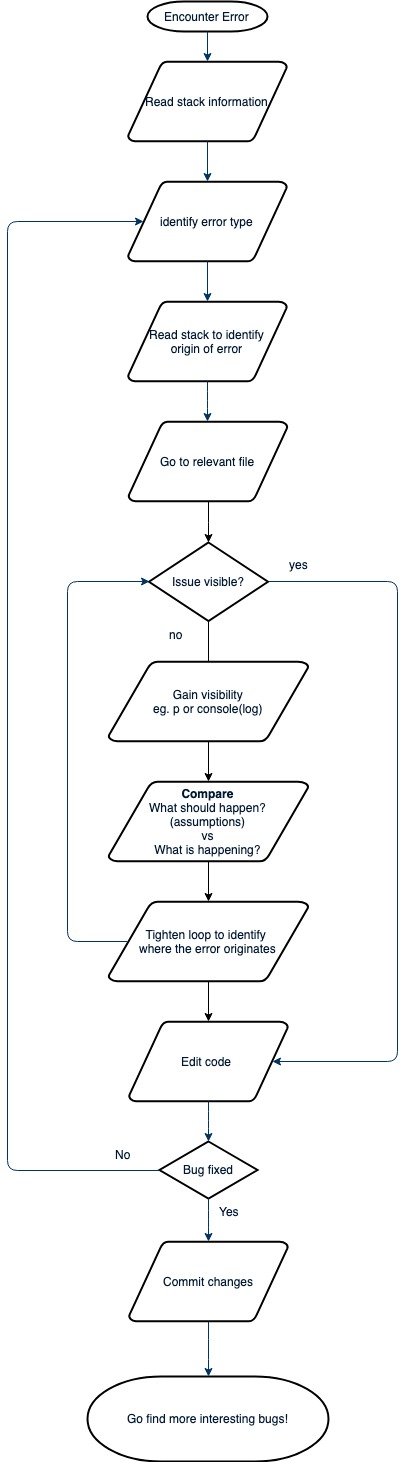 Encounter Error
Read stack information
identify error type
Read stack to identify
origin of error
Go to relevant file
Issue visible?
yes
no
Gain visibility
eg. p or console(log)
Compare
What should happen?
(assumptions)
vs
What is happening?
Tighten loop to identify
where the error originates
Edit code
Bug fixed
No
Yes
Commit changes
Go find more interesting bugs!